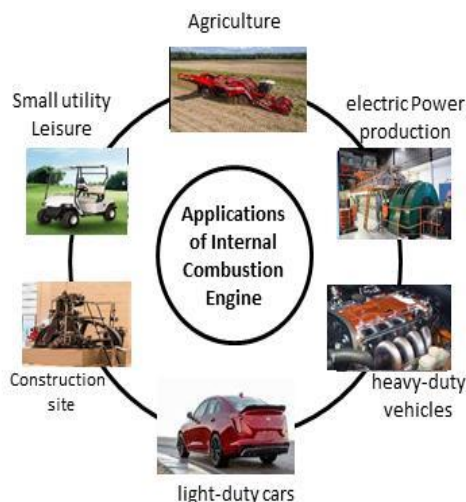 Agriculture
electric Power
production
heavy-duty
vehicles
light-duty cars
Construction
site
Small utility
Leisure
Applications
of Internal
Combustion
Engine